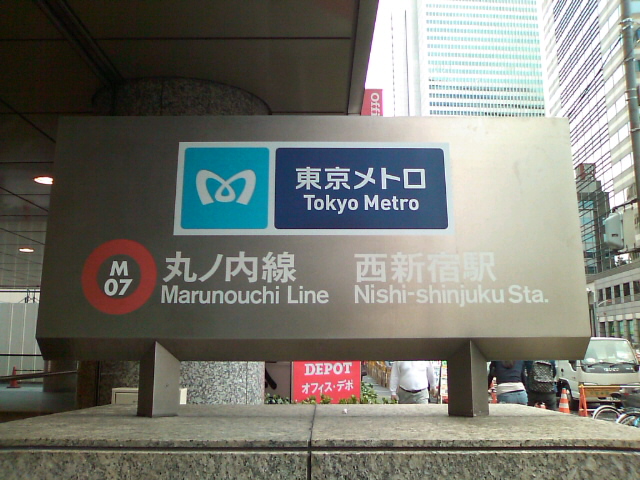 東京メトロ
Tokyo Metro
M
07
丸ノ内線
Marunouchi Line
西新宿駅
Nishi-shinjuku Sta.
DEPOT
オフィス・デポ